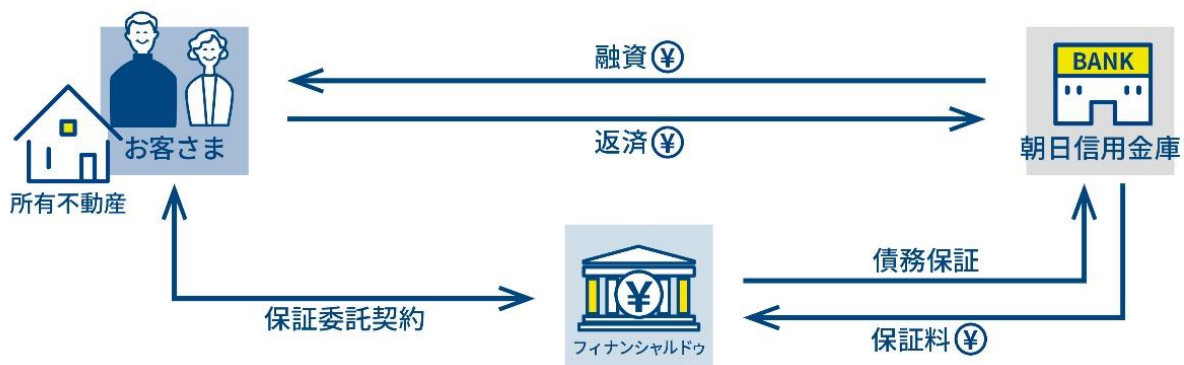 融資¥
BANK
お客さま
返済¥
朝日信用金庫
所有不動産
債務保証
¥
保証委託契約
フィナンシャルドゥ
保証料¥